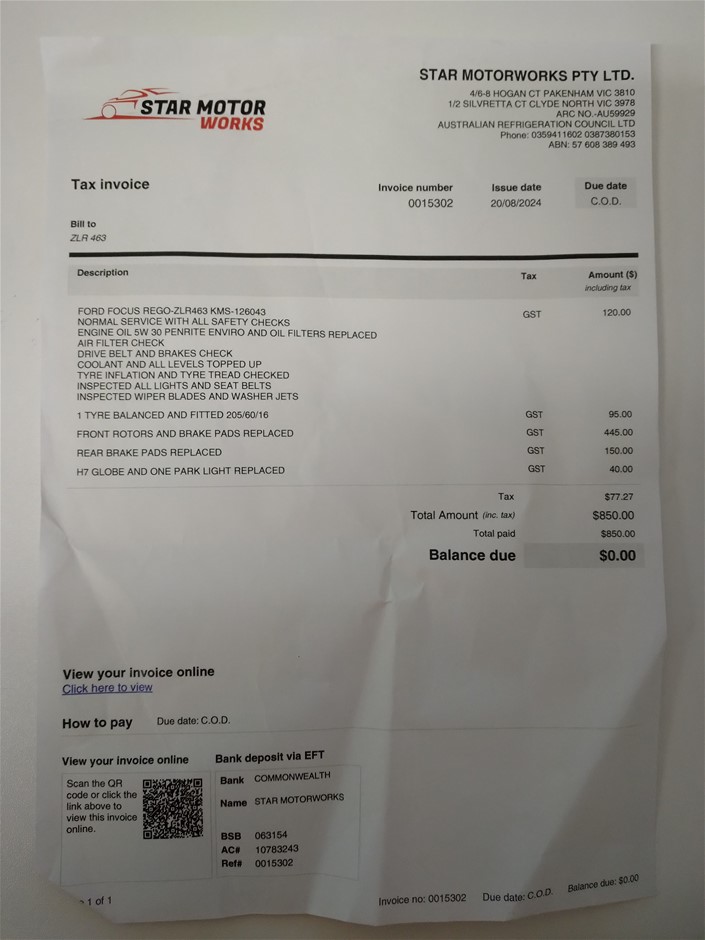 STAR MOTOR
WORKS
STAR MOTORWORKS PTY LTD.
4/6-8 HOGAN CT PAKENHAM VIC 3810
1/2 SILVRETTA CT CLYDE NORTH VIC 3978
ARC NO.-AU59929
AUSTRALIAN REFRIGERATION COUNCIL LTD
Phone: 0359411602 0387380153
ABN: 57 608 389 493
Tax invoice
Invoice number Issue date Due date
0015302 20/08/2024 C.O.D.
Bill to
ZLR 463
Description Tax Amount ($)
including tax
FORD FOCUS REGO-ZLR463 KMS-126043 GST 120.00
NORMAL SERVICE WITH ALL SAFETY CHECKS
ENGINE OIL 5W 30 PENRITE ENVIRO AND OIL FILTERS REPLACED
AIR FILTER CHECK
DRIVE BELT AND BRAKES CHECK
COOLANT AND ALL LEVELS TOPPED UP
TYRE INFLATION AND TYRE TREAD CHECKED
INSPECTED ALL LIGHTS AND SEAT BELTS
INSPECTED WIPER BLADES AND WASHER JETS
1 TYRE BALANCED AND FITTED 205/60/16 GST 95.00
FRONT ROTORS AND BRAKE PADS REPLACED GST 445.00
REAR BRAKE PADS REPLACED GST 150.00
H7 GLOBE AND ONE PARK LIGHT REPLACED GST 40.00
Tax $77.27
Total Amount (inc. tax) $850.00
Total paid $850.00
Balance due $0.00
View your invoice online
Click here to view
How to pay Due date: C.O.D.
View your invoice online
Scan the QR
code or click the
link above to
view this invoice
online.
Bank deposit via EFT
Bank COMMONWEALTH
Name STAR MOTORWORKS
BSB 063154
AC# 10783243
Ref# 0015302
1 of 1 Invoice no: 0015302 Due date: C.O.D. Balance due: $0.00